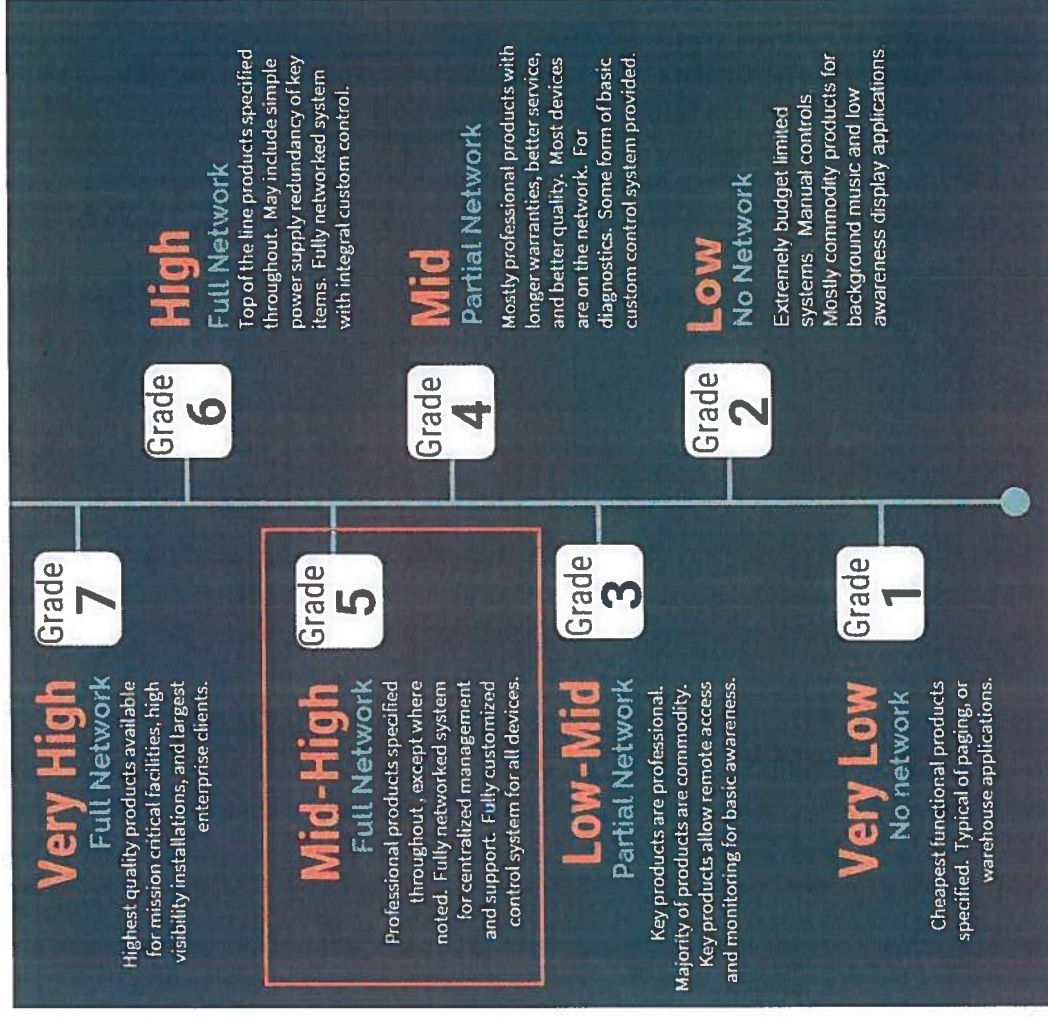 Very High
Full Network
Highest quality products available
for mission critical facilities, high
visibility installations, and largest
enterprise clients.
Grade
7
Grade
6
High
Full Network
Top of the line products specified
throughout. May include simple
power supply redundancy of key
items. Fully networked system
with integral custom control.
Mid-High
Full Network
Professional products specified
throughout, except where
noted. Fully networked system
for centralized management
and support. Fully customized
control system for all devices.
Grade
5
Grade
4
Mid
Partial Network
Mostly professional products with
longer warranties, better service,
and better quality. Most devices
are on the network. For
diagnostics. Some form of basic
custom control system provided.
Low-Mid
Partial Network
Key products are professional.
Majority of products are commodity.
Key products allow remote access
and monitoring for basic awareness.
Grade
3
Grade
2
Low
No Network
Extremely budget limited
systems. Manual controls
Mostly commodity products for
background music and low
awareness display applications
Very Low
No network
Cheapest functional products
specified. Typical of paging, or
warehouse applications.
Grade
1